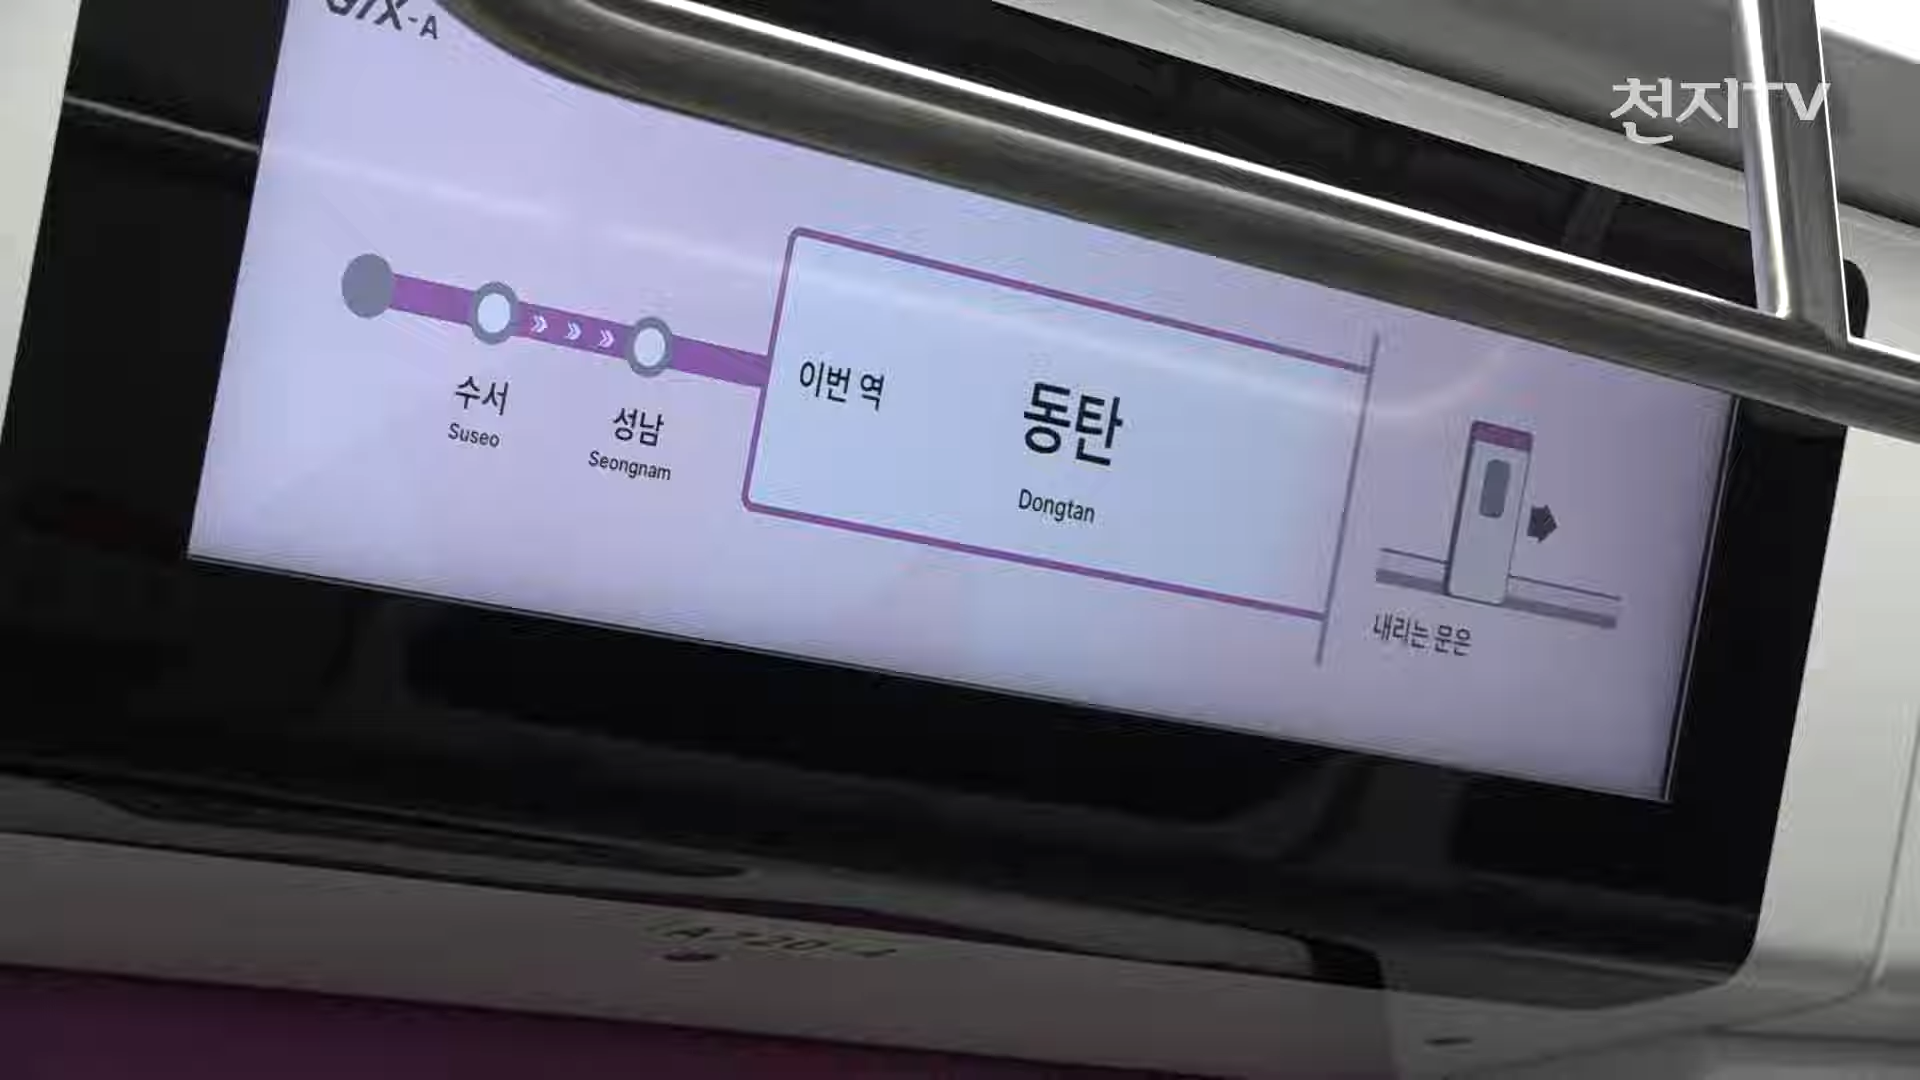 천지TV
이번 역
동탄
Dongtan
수서
Suseo
성남
Seongnam
내리는 문은